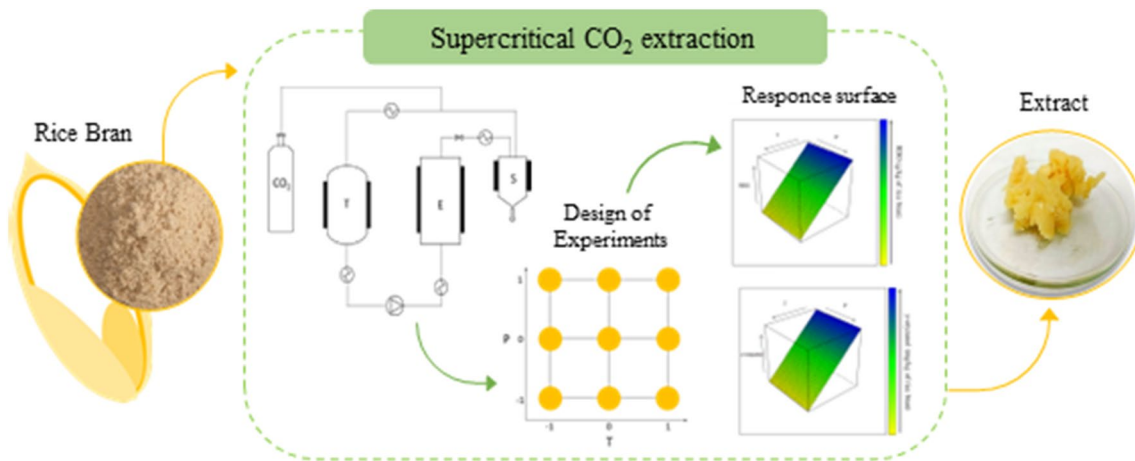 Supercritical CO₂ extraction
Rice Bran
CO₂
T
E
S
Design of
Experiments
1
P 0
-1
-1 0 1
T
Responce surface
Extract